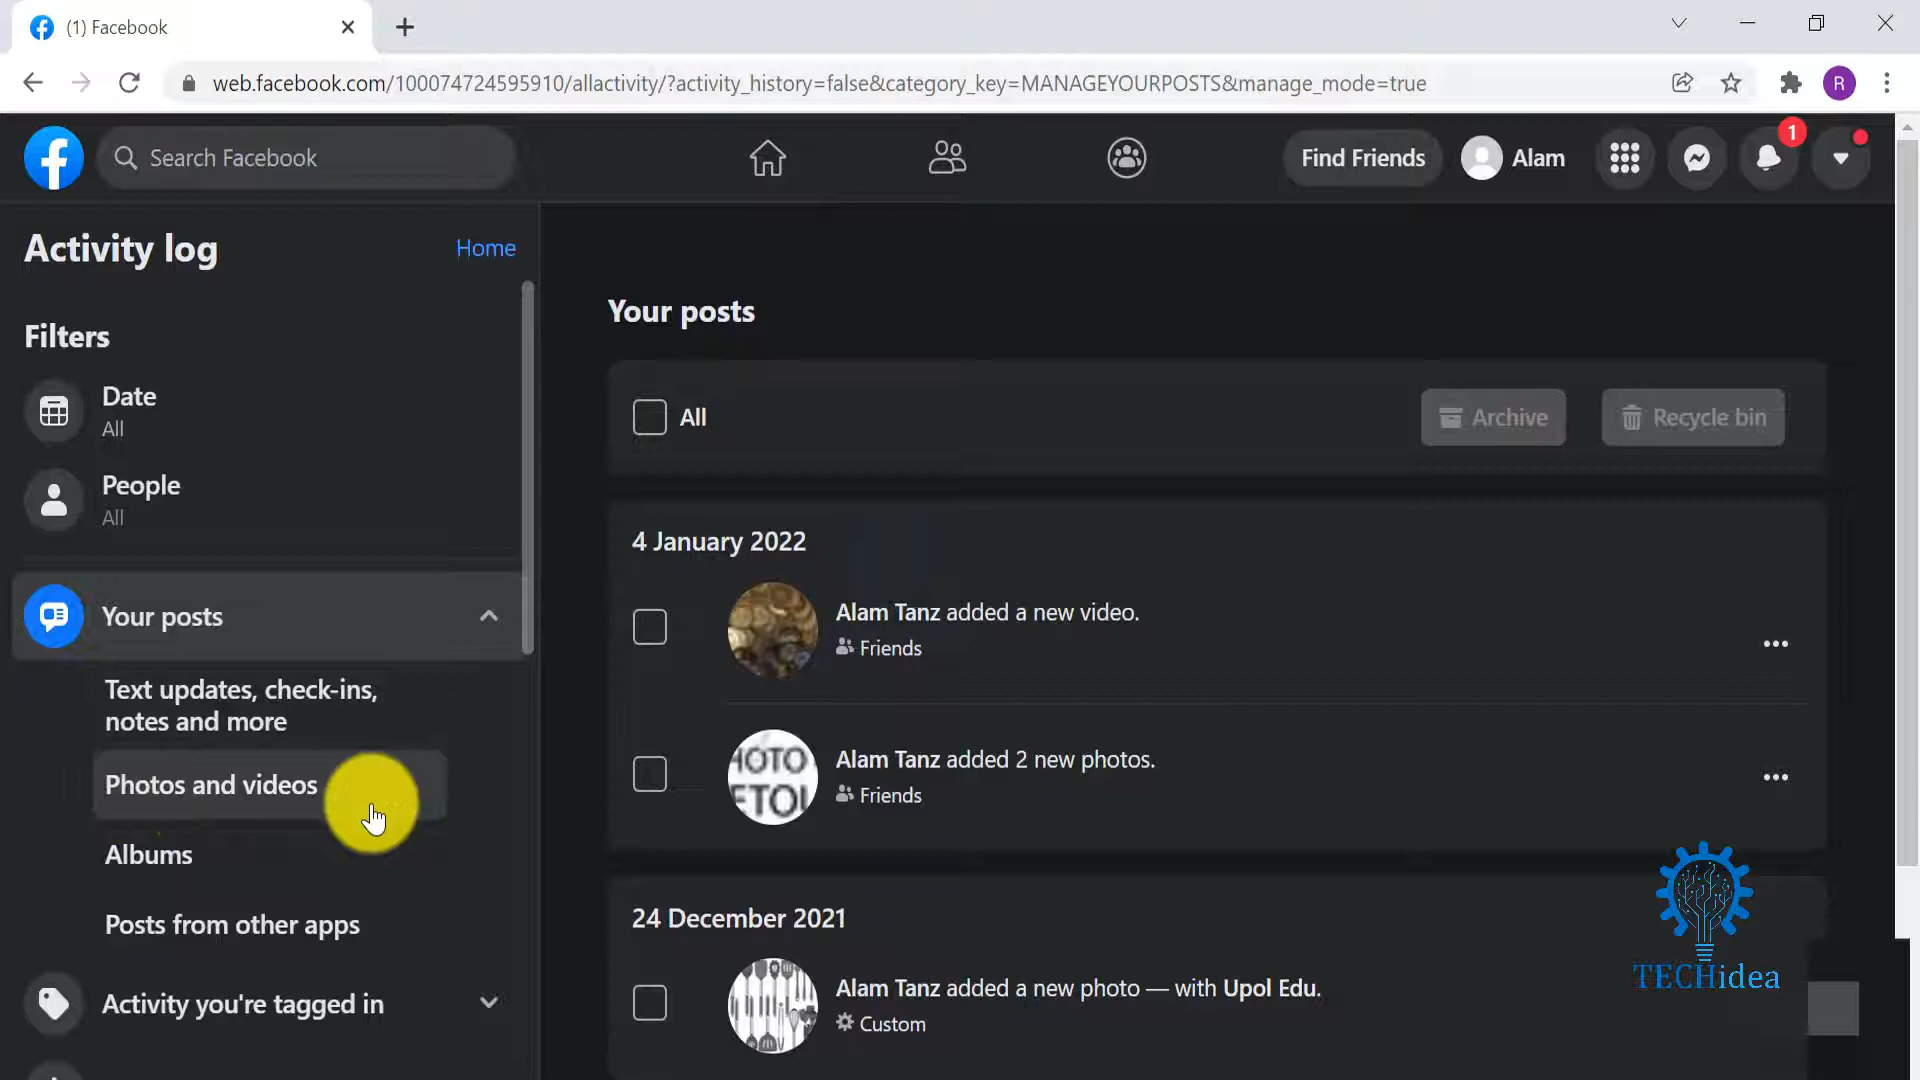 (1) Facebook
web.facebook.com/100074724595910/allactivity/?activity_history=false&category_key=MANAGEYOURPOSTS&manage_mode=true
R
Search Facebook
Find Friends
Alam
1
Activity log
Home
Filters
Date
All
People
All
Your posts
Text updates, check-ins,
notes and more
Photos and videos
Albums
Posts from other apps
Activity you're tagged in
Your posts
All
Archive
Recycle bin
4 January 2022
Alam Tanz added a new video.
Friends
HOTO
ETOU
Alam Tanz added 2 new photos.
Friends
24 December 2021
Alam Tanz added a new photo — with Upol Edu.
Custom
TECHidea